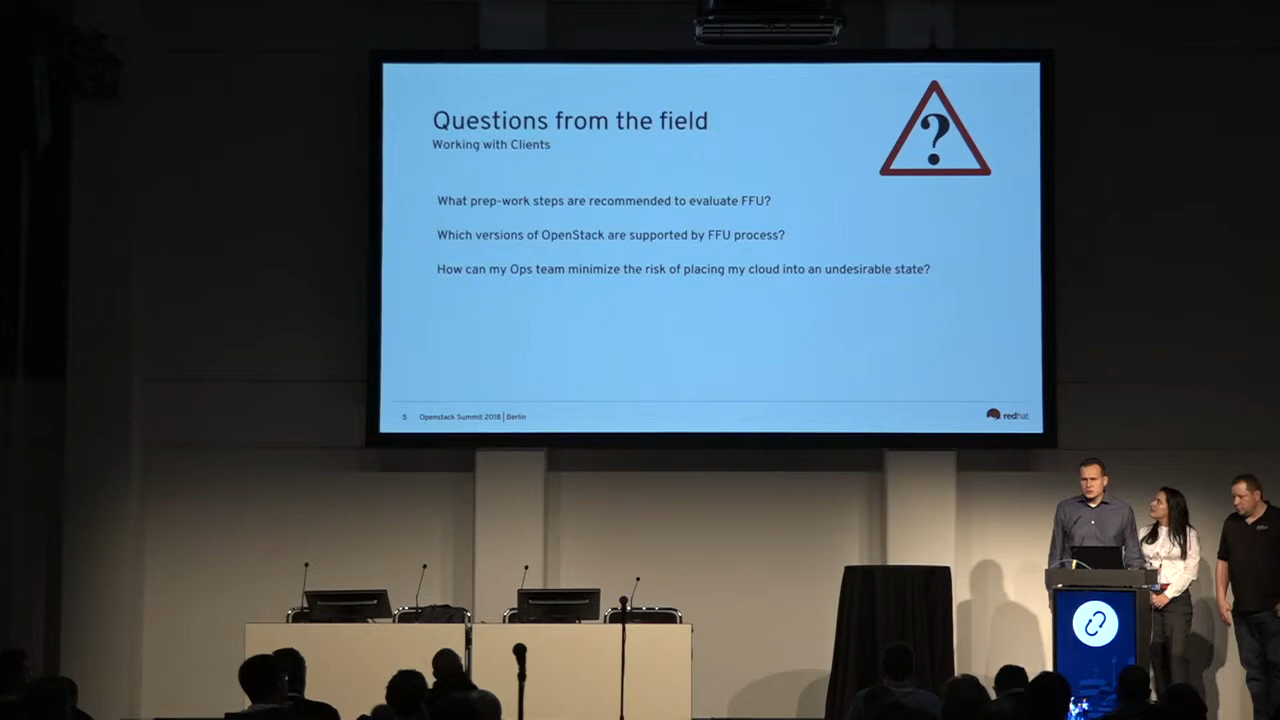 Questions from the field
Working with Clients
?
What prep-work steps are recommended to evaluate FFU?
Which versions of OpenStack are supported by FFU process?
How can my Ops team minimize the risk of placing my cloud into an undesirable state?
5 Openstack Summit 2018 | Berlin
redhat